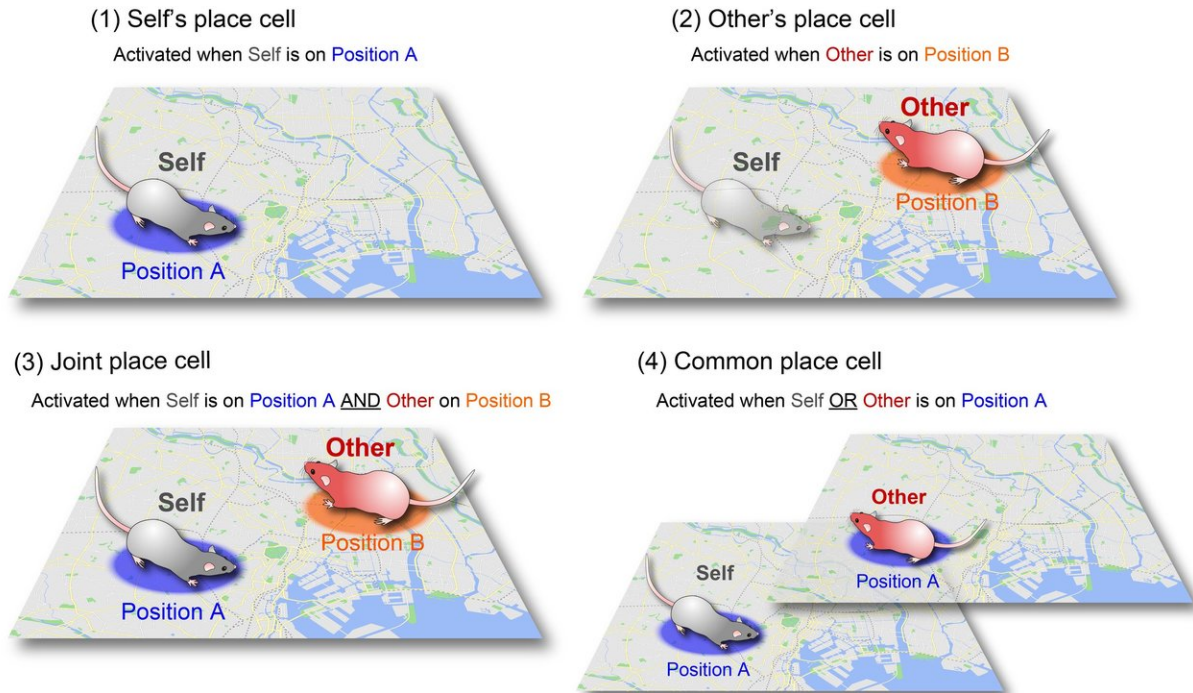 (1) Self's place cell
Activated when Self is on Position A
Self
Position A
(2) Other's place cell
Activated when Other is on Position B
Other
Self
Position B
(3) Joint place cell
Activated when Self is on Position A AND Other on Position B
Other
Self
Position B
Position A
(4) Common place cell
Activated when Self OR Other is on Position A
Other
Position A
Self
Position A